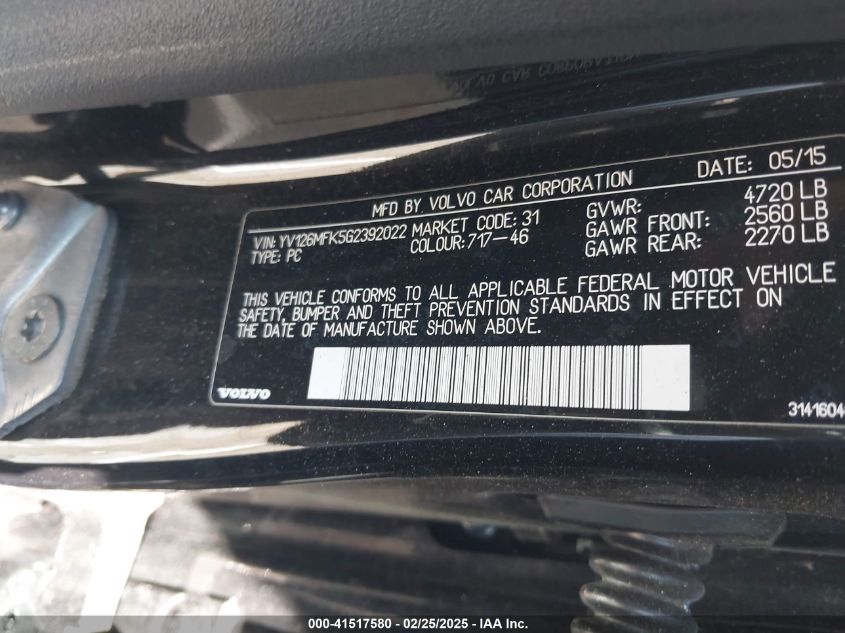 VOLVO CAR CORPORATION
MFD BY. VOLVO CAR CORPORATION DATE: 05/15
VIN: YV126MFK5G2392022 MARKET CODE: 31 GVWR: 4720 LB
TYPE: PC COLOUR: 717-46 GAWR FRONT: 2560 LB
GAWR REAR: 2270 LB
THIS VEHICLE CONFORMS TO ALL APPLICABLE FEDERAL MOTOR VEHICLE
SAFETY, BUMPER AND THEFT PREVENTION STANDARDS IN EFFECT ON
THE DATE OF MANUFACTURE SHOWN ABOVE.
VOLVO
3141604
000-41517580 - 02/25/2025 - IAA Inc.